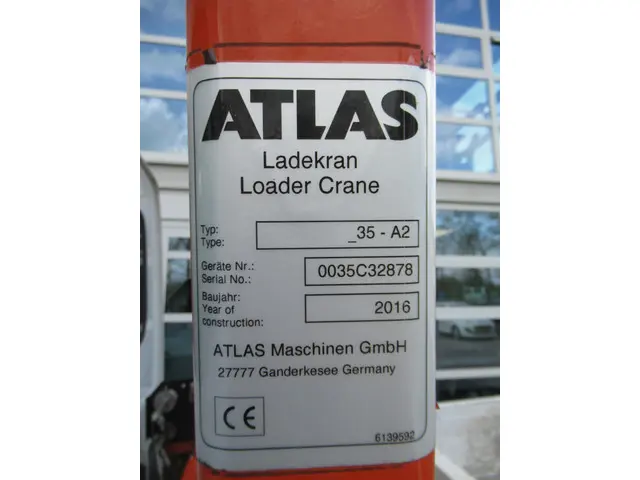 ATLAS
Ladekran
Loader Crane
Typ:
Type:
_35 - A2
Geräte Nr.:
Serial No.:
0035C32878
Baujahr:
Year of
construction:
2016
ATLAS Maschinen GmbH
27777 Ganderkesee Germany
CE
6139592